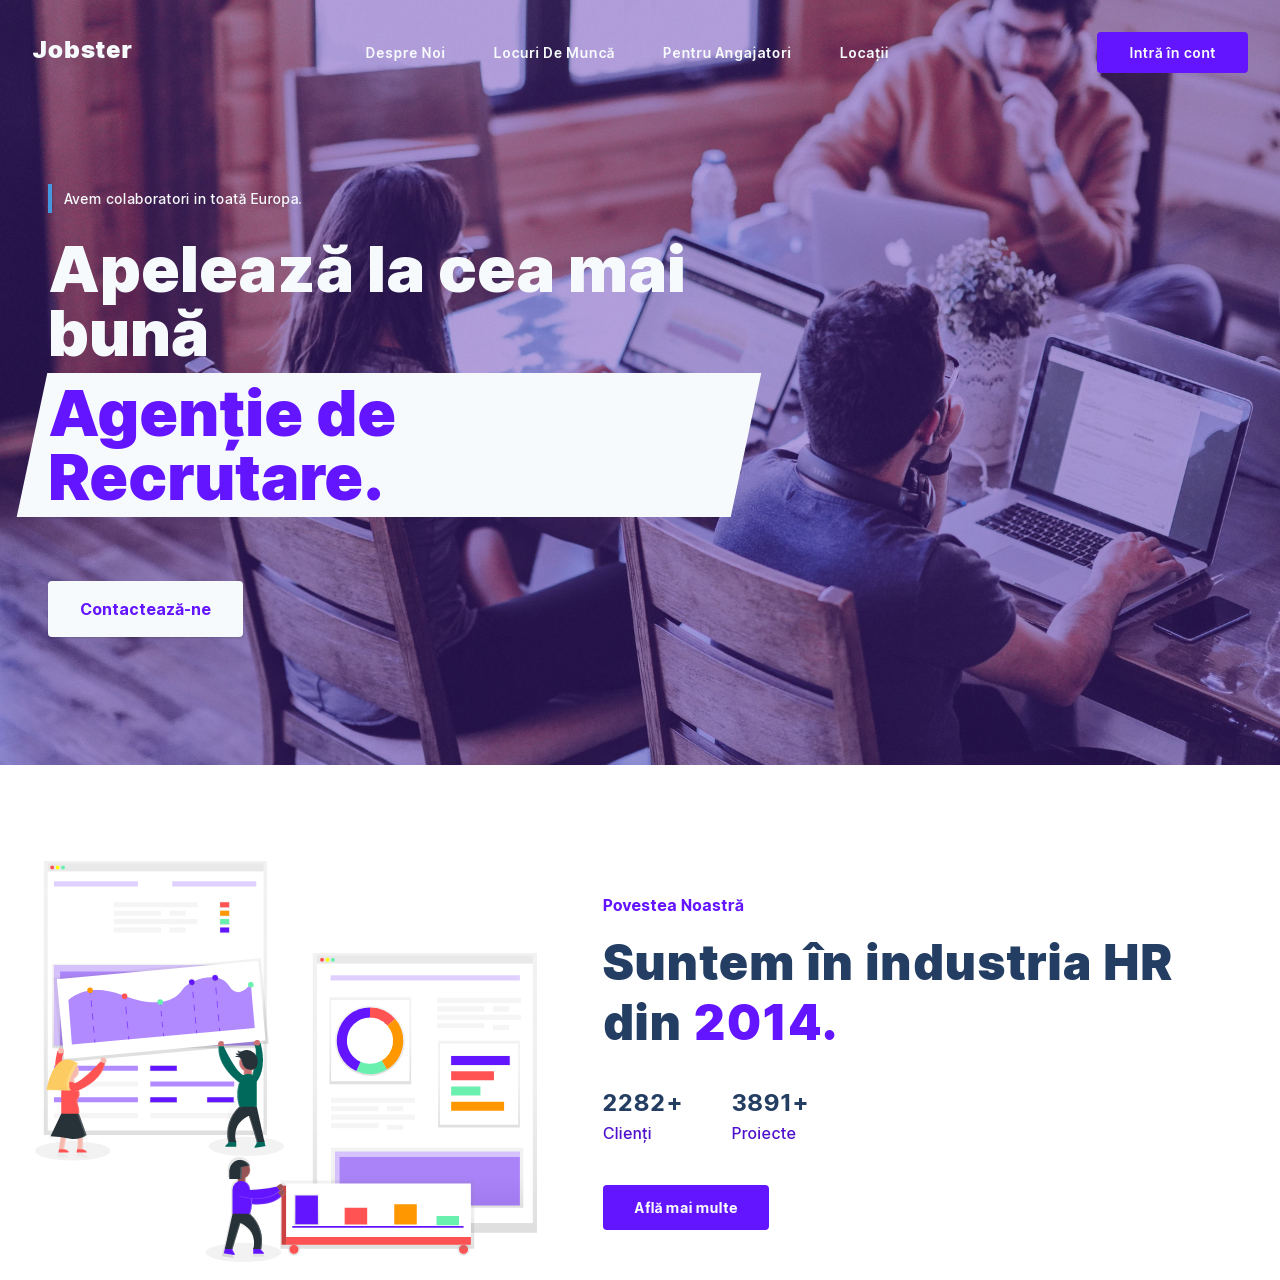 Jobster
Despre Noi
Locuri De Muncă
Pentru Angajatori
Locații
Intră în cont
Avem colaboratori in toată Europa.
Apelează la cea mai
bună
Agenție de
Recrutare.
Contactează-ne
Povestea Noastră
Suntem în industria HR
din 2014.
2282+
3891+
Clienți
Proiecte
Află mai multe